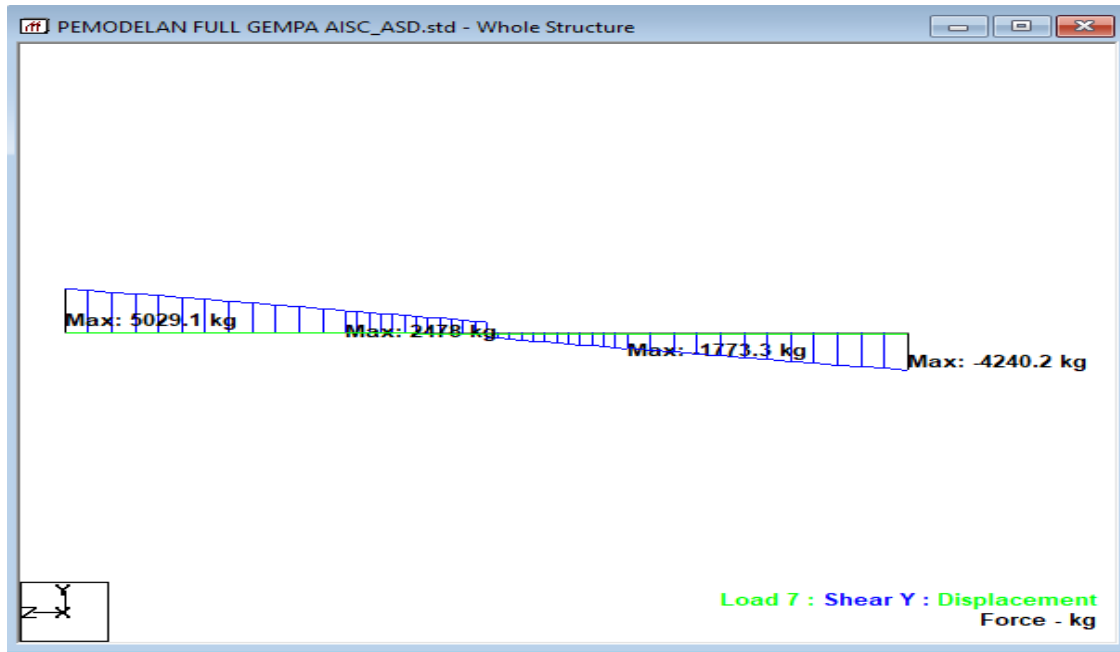 PEMODELAN FULL GEMPA AISC_ASD.std - Whole Structure
Max: 5029.1 kg
Max: 2478 kg
Max: -1773.3 kg
Max: -4240.2 kg
Y
Z X
Load 7 : Shear Y : Displacement
Force - kg